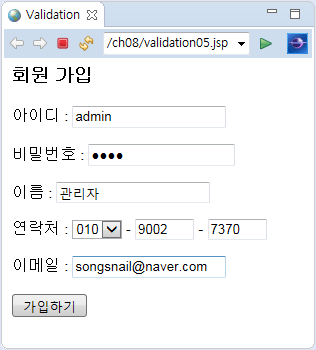 Validation
/ch08/validation05.jsp
회원 가입
아이디 : admin
비밀번호 : ●●●●
이름 : 관리자
연락처 : 010 - 9002 - 7370
이메일 : songsnail@naver.com
가입하기